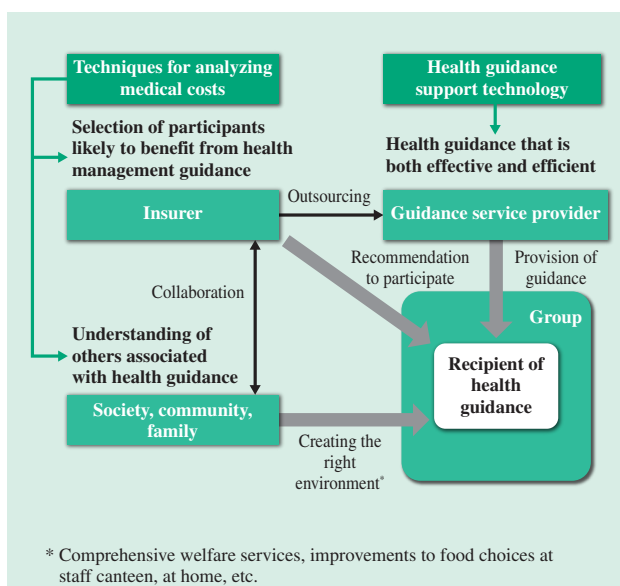 Techniques for analyzing
medical costs
Health guidance
support technology
Selection of participants
likely to benefit from health
management guidance
Health guidance that is
both effective and efficient
Insurer
Outsourcing
Guidance service provider
Recommendation
to participate
Provision of
guidance
Collaboration
Group
Understanding of
others associated
with health guidance
Recipient of
health
guidance
Society, community,
family
Creating the
right
environment*
* Comprehensive welfare services, improvements to food choices at
staff canteen, at home, etc.